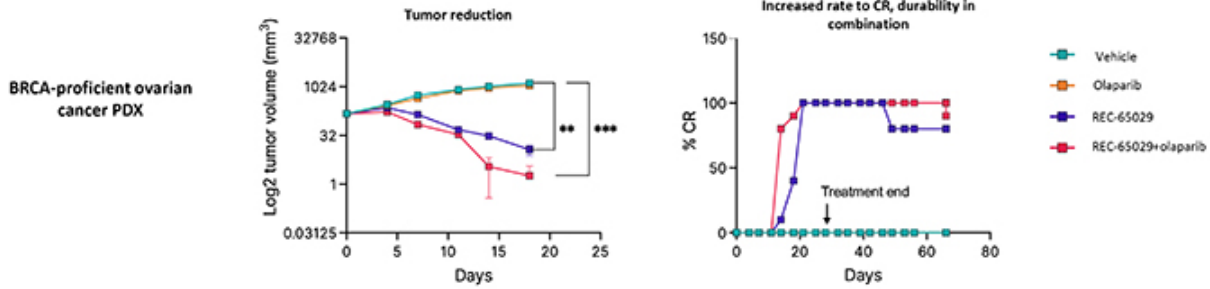 BRCA-proficient ovarian
cancer PDX
Tumor reduction
Log2 tumor volume (mm³)
32768
1024
32
1
0.03125
0 5 10 15 20 25
Days
**
***
Increased rate to CR, durability in
combination
% CR
150
100
50
0
0 20 40 60 80
Days
Treatment end
Vehicle
Olaparib
REC-65029
REC-65029+olaparib